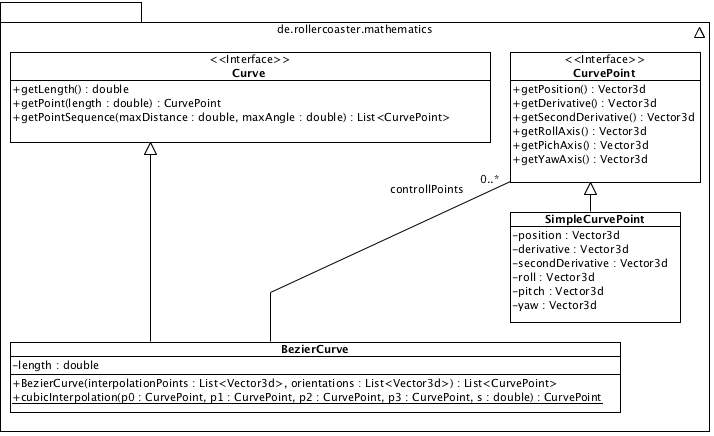 de.rollercoaster.mathematics
<<Interface>>
Curve
+getLength() : double
+getPoint(length : double) : CurvePoint
+getPointSequence(maxDistance : double, maxAngle : double) : List<CurvePoint>
<<Interface>>
CurvePoint
+getPosition() : Vector3d
+getDerivative() : Vector3d
+getSecondDerivative() : Vector3d
+getRollAxis() : Vector3d
+getPichAxis() : Vector3d
+getYawAxis() : Vector3d
0..*
controllPoints
SimpleCurvePoint
-position : Vector3d
-derivative : Vector3d
-secondDerivative : Vector3d
-roll : Vector3d
-pitch : Vector3d
-yaw : Vector3d
BezierCurve
-length : double
+BezierCurve(interpolationPoints : List<Vector3d>, orientations : List<Vector3d>) : List<CurvePoint>
+cubicInterpolation(p0 : CurvePoint, p1 : CurvePoint, p2 : CurvePoint, p3 : CurvePoint, s : double) : CurvePoint